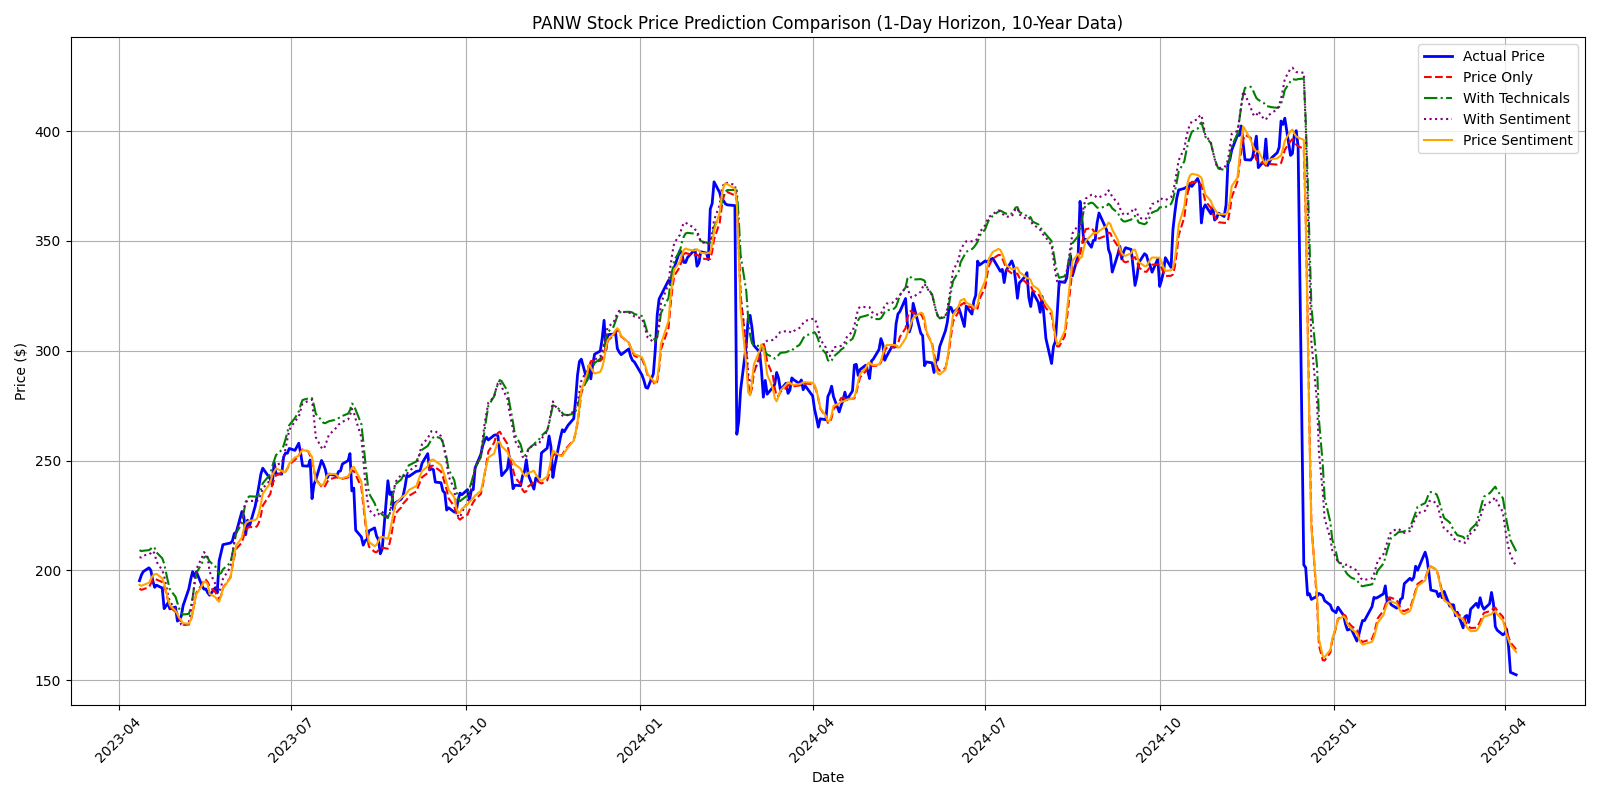 PANW Stock Price Prediction Comparison (1-Day Horizon, 10-Year Data)
Actual Price
Price Only
With Technicals
With Sentiment
Price Sentiment
Price ($)
400
350
300
250
200
150
2023-04
2023-07
2023-10
2024-01
2024-04
2024-07
2024-10
2025-01
2025-04
Date